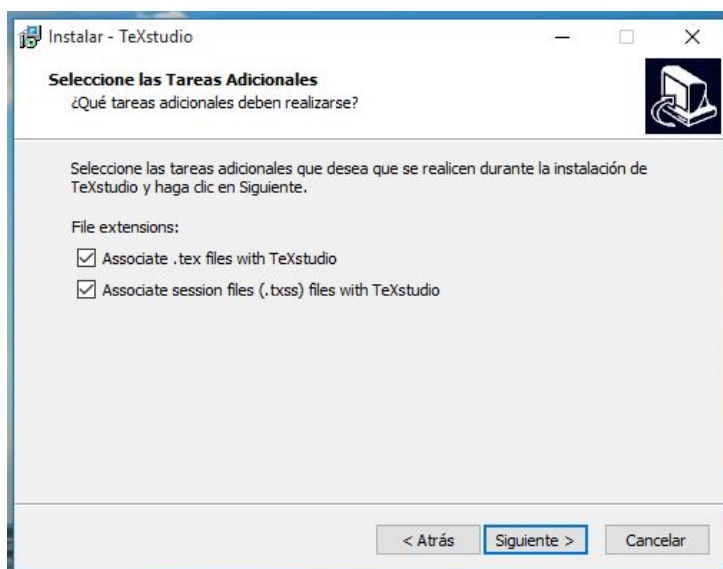 Instalar - TeXstudio
Seleccione las Tareas Adicionales
¿Qué tareas adicionales deben realizarse?
Seleccione las tareas adicionales que desea que se realicen durante la instalación de
TeXstudio y haga clic en Siguiente.
File extensions:
Associate .tex files with TeXstudio
Associate session files (.txss) files with TeXstudio
< Atrás Siguiente > Cancelar